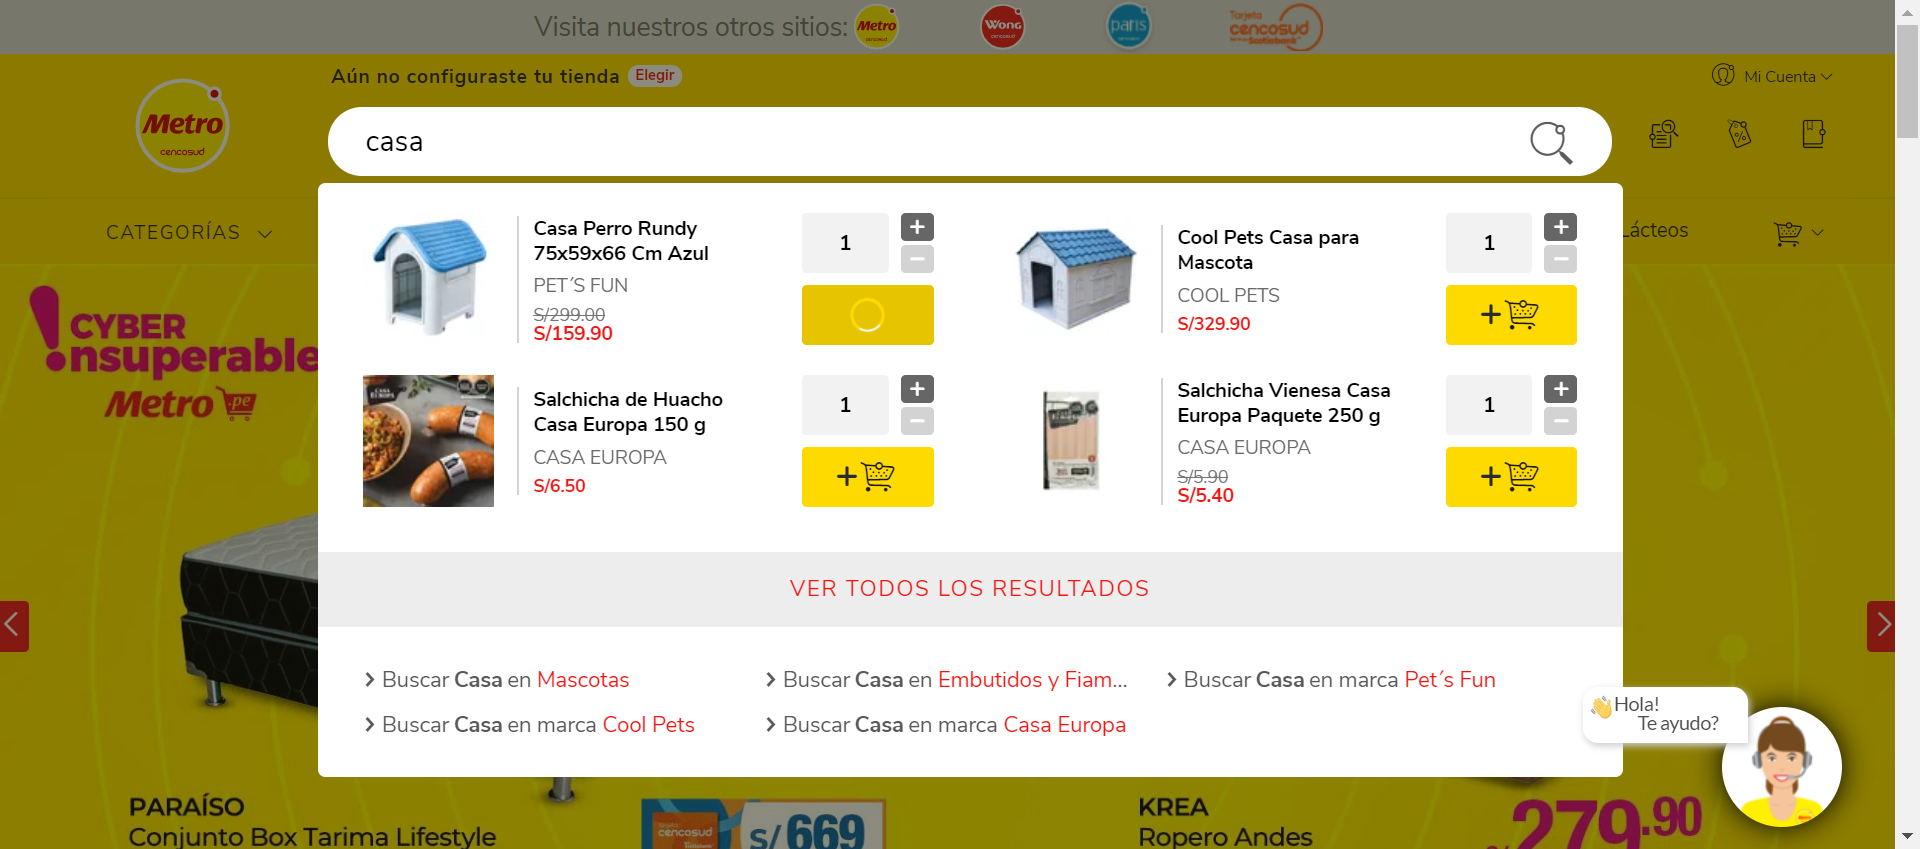 Visita nuestros otros sitios:
Metro
cencosud
Wong
cencosud
paris
cencosud
Tarjeta
cencosud
Scotiabank
Aún no configuraste tu tienda
Elegir
Mi Cuenta
Metro
cencosud
casa
CATEGORÍAS
Lácteos
Casa Perro Rundy
75x59x66 Cm Azul
PET´S FUN
S/299.00
S/159.90
1
Cool Pets Casa para
Mascota
COOL PETS
S/329.90
1
Salchicha de Huacho
Casa Europa 150 g
CASA EUROPA
S/6.50
1
Salchicha Vienesa Casa
Europa Paquete 250 g
CASA EUROPA
S/5.90
S/5.40
1
VER TODOS LOS RESULTADOS
Buscar Casa en Mascotas
Buscar Casa en Embutidos y Fiam...
Buscar Casa en marca Pet´s Fun
Buscar Casa en marca Cool Pets
Buscar Casa en marca Casa Europa
CYBER
nsuperable
Metro .pe
Hola!
Te ayudo?
PARAÍSO
Conjunto Box Tarima Lifestyle
cencosud
S/669
KREA
Ropero Andes
279.90